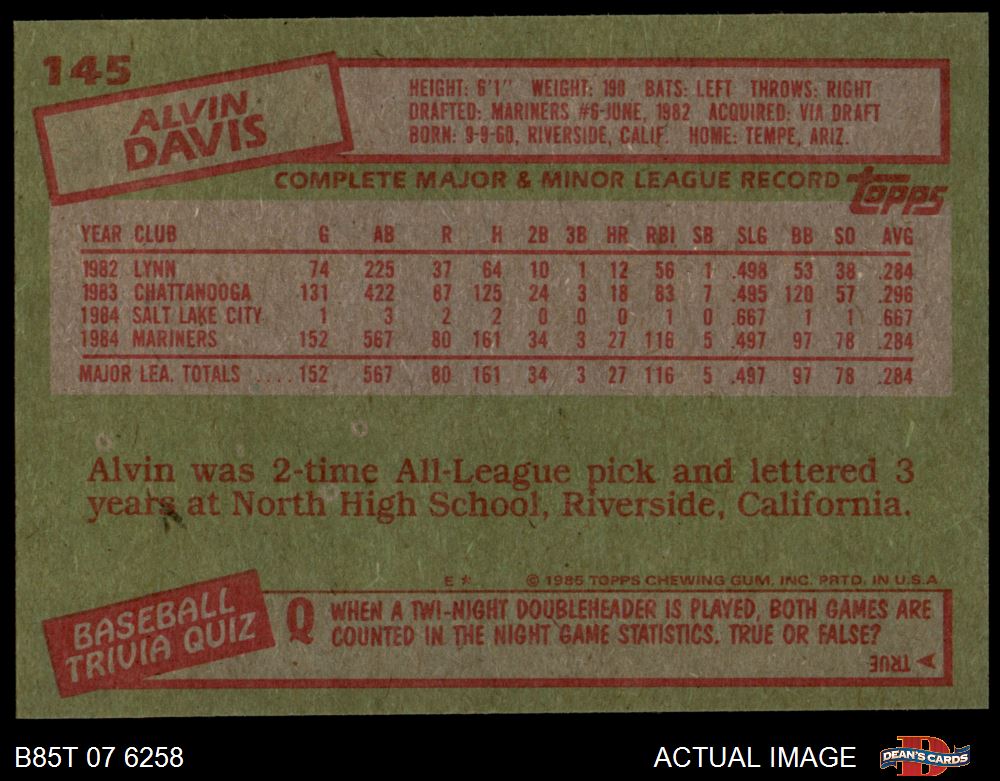 145
ALVIN
DAVIS
HEIGHT: 6'1" WEIGHT: 190 BATS: LEFT THROWS: RIGHT
DRAFTED: MARINERS #6-JUNE, 1982 ACQUIRED: VIA DRAFT
BORN: 9-9-60, RIVERSIDE, CALIF. HOME: TEMPE, ARIZ.
COMPLETE MAJOR & MINOR LEAGUE RECORD topps
YEAR CLUB G AB R H 2B 3B HR RBI SB SLG BB SO AVG
1982 LYNN 74 225 37 64 10 1 12 56 1 .498 53 38 .284
1983 CHATTANOOGA 131 422 87 125 24 3 18 83 7 .495 120 57 .296
1984 SALT LAKE CITY 1 3 2 2 0 0 0 1 0 .667 1 1 .667
1984 MARINERS 152 567 80 161 34 3 27 116 5 .497 97 78 .284
MAJOR LEA. TOTALS .... 152 567 80 161 34 3 27 116 5 .497 97 78 .284
Alvin was 2-time All-League pick and lettered 3
years at North High School, Riverside, California.
E * © 1985 TOPPS CHEWING GUM, INC. PRTD. IN U.S.A.
BASEBALL
TRIVIA QUIZ
Q WHEN A TWI-NIGHT DOUBLEHEADER IS PLAYED, BOTH GAMES ARE
COUNTED IN THE NIGHT GAME STATISTICS. TRUE OR FALSE?
TRUE
B85T 07 6258
ACTUAL IMAGE
DEAN'S CARDS